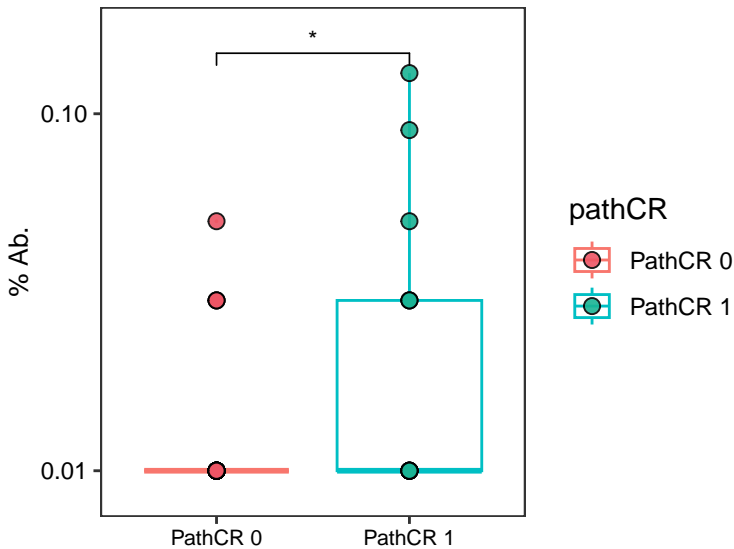 *
0.10
0.01
% Ab.
PathCR 0
PathCR 1
pathCR
PathCR 0
PathCR 1